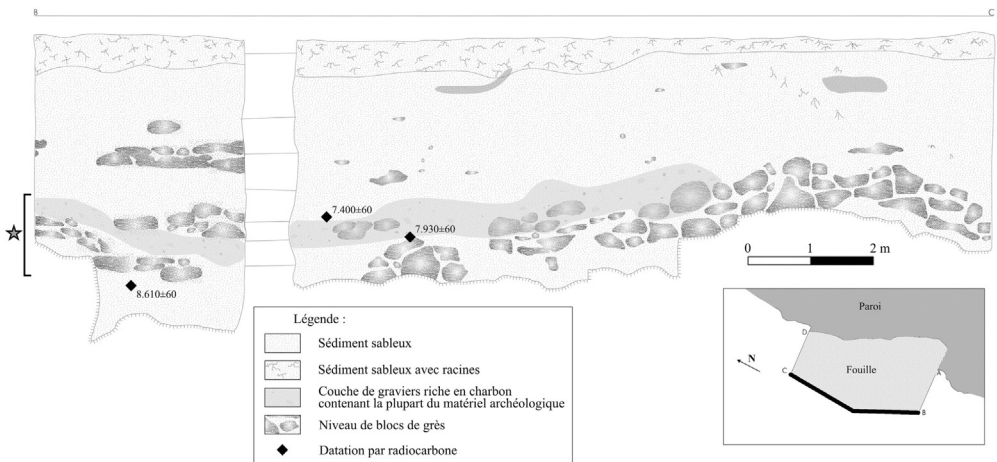 B
C
7.400±60
7.930±60
8.610±60
0 1 2 m
Légende :
Sédiment sableux
Sédiment sableux avec racines
Couche de graviers riche en charbon
contenant la plupart du matériel archéologique
Niveau de blocs de grès
Datation par radiocarbone
Paroi
D
N
C
Fouille
A
B